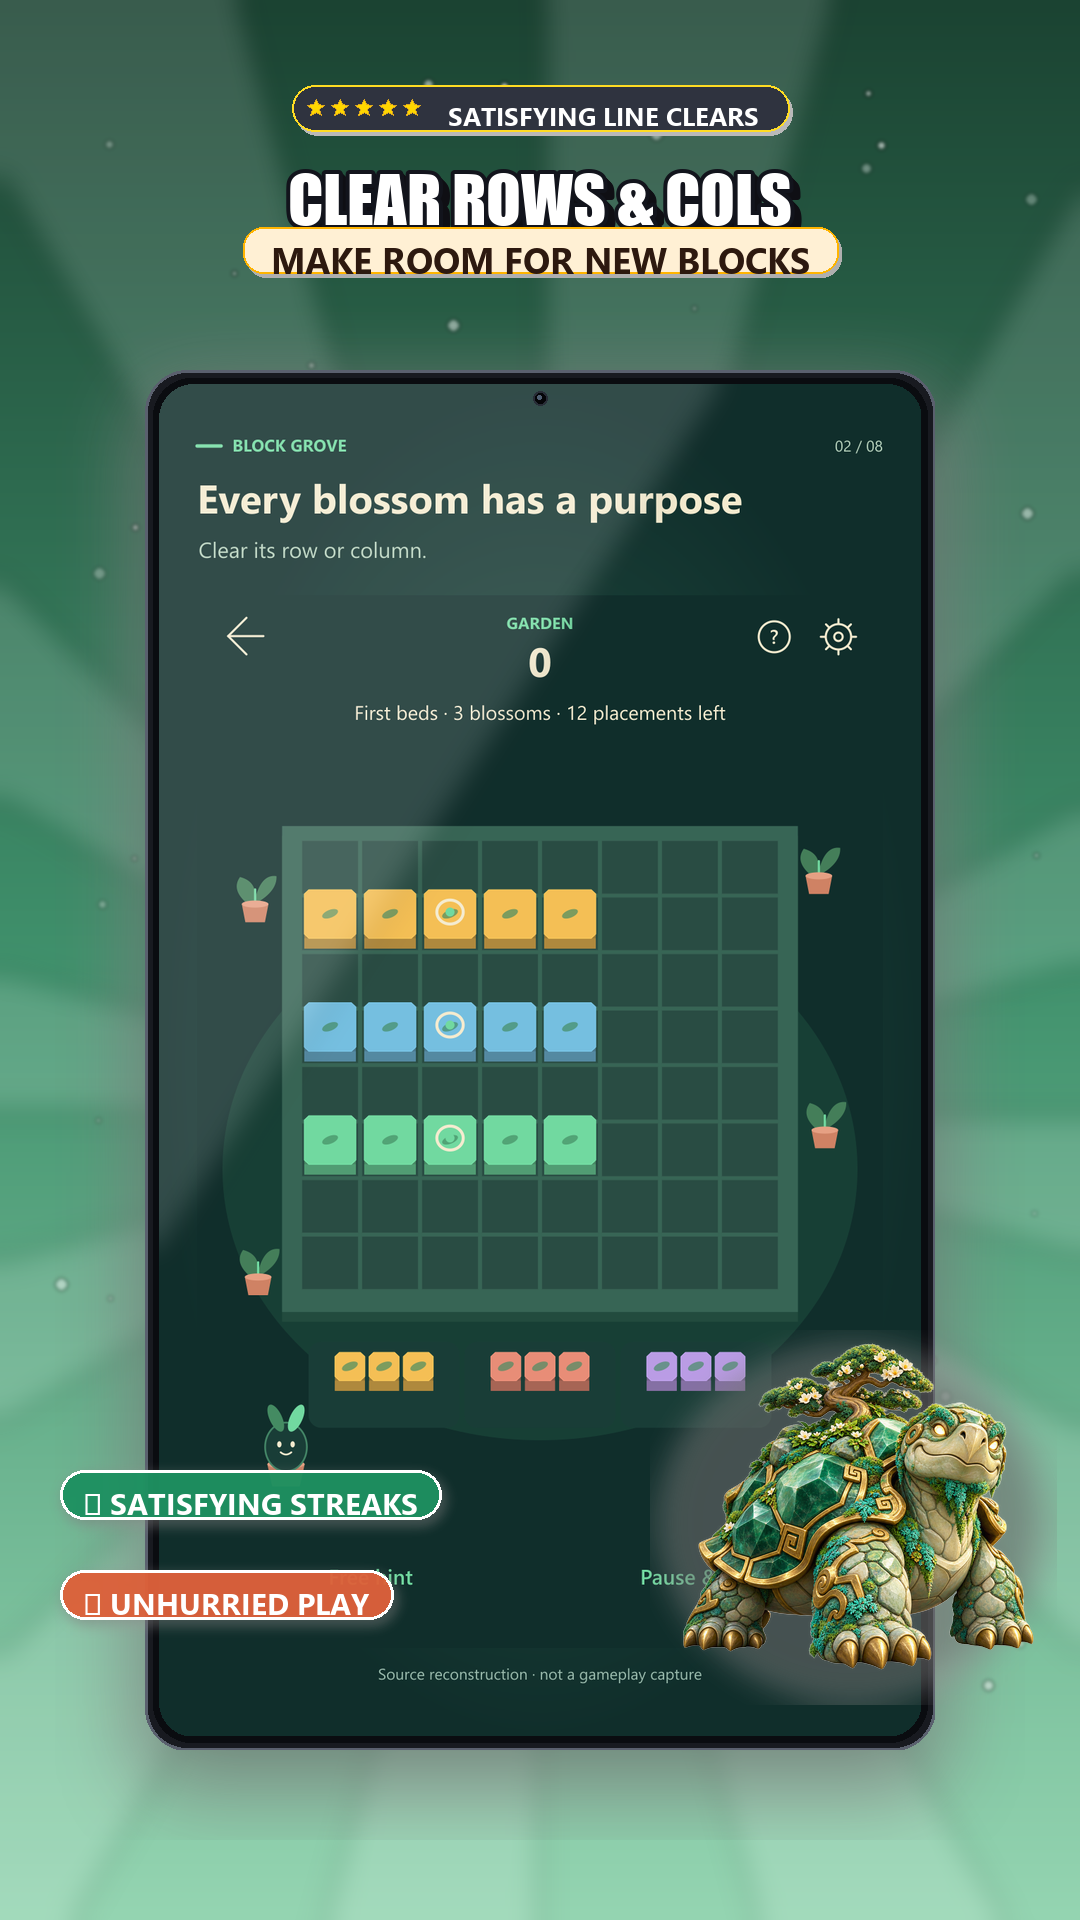 ★★★★★ SATISFYING LINE CLEARS
CLEAR ROWS & COLS
MAKE ROOM FOR NEW BLOCKS
BLOCK GROVE
02 / 08
Every blossom has a purpose
Clear its row or column.
GARDEN
?
0
First beds · 3 blossoms · 12 placements left
SATISFYING STREAKS
Pause &
UNHURRIED PLAY
Source reconstruction · not a gameplay capture